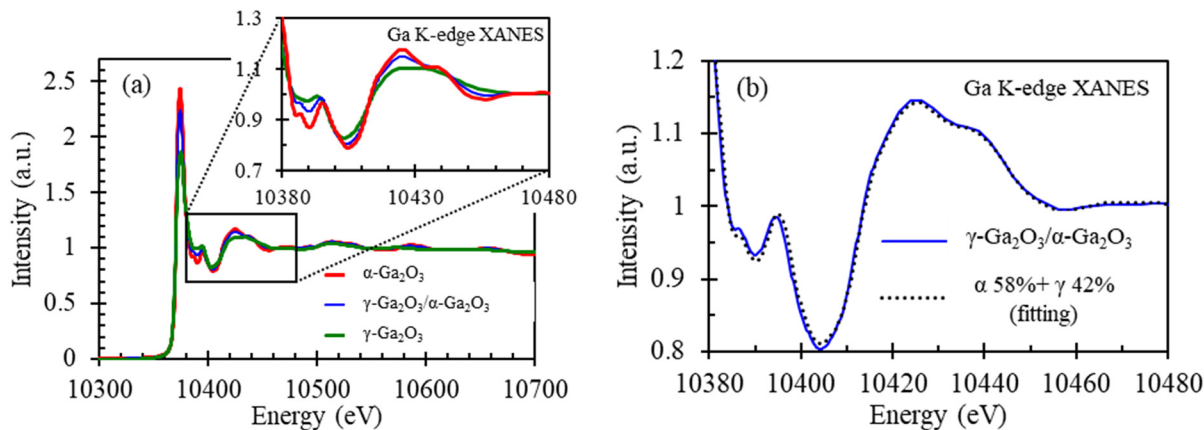 (a)
Intensity (a.u.)
2.5
2
1.5
1
0.5
0
10300
10400
10500
10600
10700
Energy (eV)
Ga K-edge XANES
1.3
1.1
0.9
0.7
10380
10430
10480
α-Ga₂O₃
γ-Ga₂O₃/α-Ga₂O₃
γ-Ga₂O₃
(b)
Ga K-edge XANES
Intensity (a.u.)
1.2
1.1
1
0.9
0.8
10380
10400
10420
10440
10460
10480
Energy (eV)
γ-Ga₂O₃/α-Ga₂O₃
α 58%+ γ 42%
(fitting)